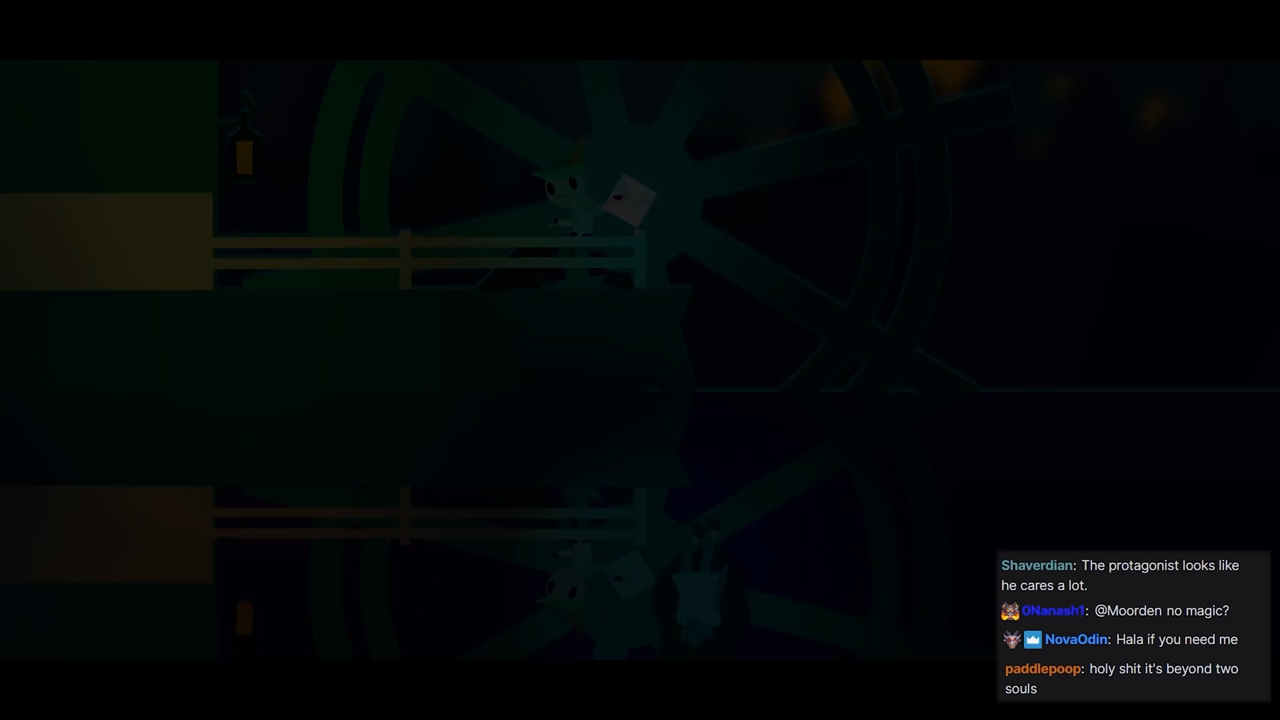 Shaverdian: The protagonist looks like
he cares a lot.
0Nanash1: @Moorden no magic?
NovaOdin: Hala if you need me
paddlepoop: holy shit it's beyond two
souls